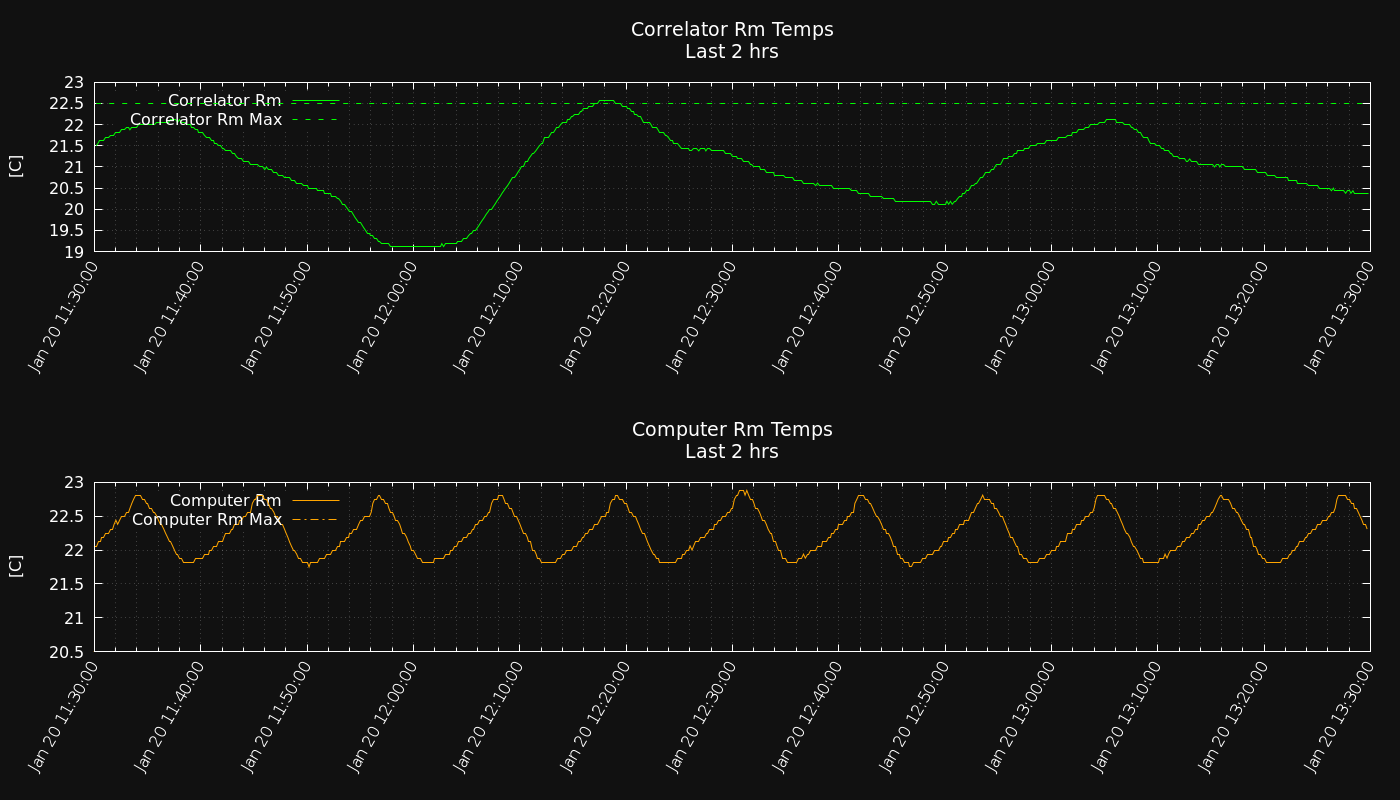 Correlator Rm Temps
Last 2 hrs
23
22.5
22
21.5
21
20.5
20
19.5
19
[C]
Correlator Rm
Correlator Rm Max
Jan 20 11:30:00
Jan 20 11:40:00
Jan 20 11:50:00
Jan 20 12:00:00
Jan 20 12:10:00
Jan 20 12:20:00
Jan 20 12:30:00
Jan 20 12:40:00
Jan 20 12:50:00
Jan 20 13:00:00
Jan 20 13:10:00
Jan 20 13:20:00
Jan 20 13:30:00
Computer Rm Temps
Last 2 hrs
23
22.5
22
21.5
21
20.5
[C]
Computer Rm
Computer Rm Max
Jan 20 11:30:00
Jan 20 11:40:00
Jan 20 11:50:00
Jan 20 12:00:00
Jan 20 12:10:00
Jan 20 12:20:00
Jan 20 12:30:00
Jan 20 12:40:00
Jan 20 12:50:00
Jan 20 13:00:00
Jan 20 13:10:00
Jan 20 13:20:00
Jan 20 13:30:00